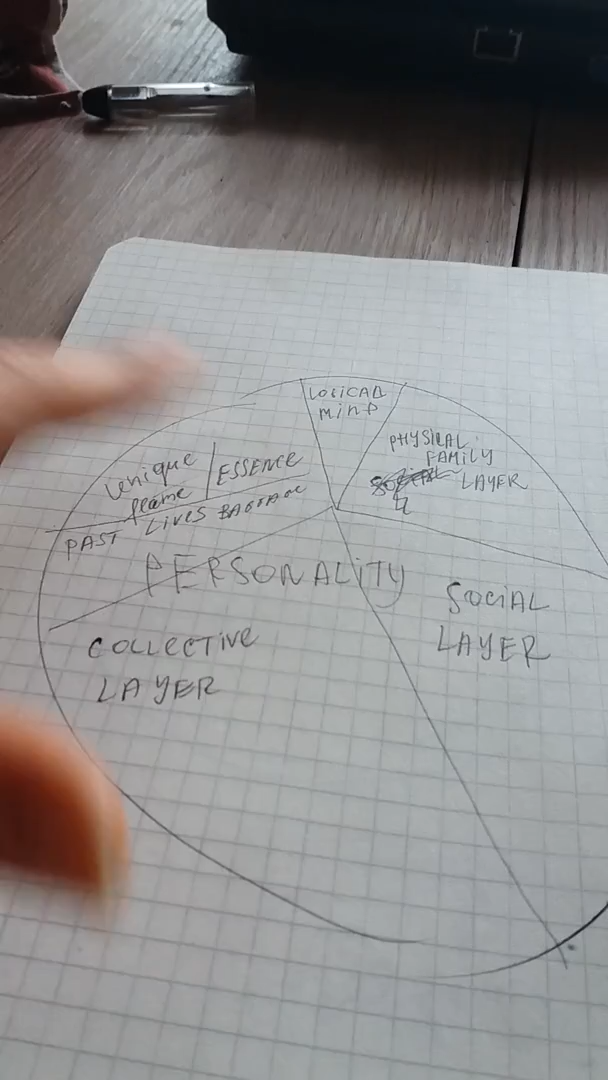 LOGICAL
MIND
PHYSICAL
FAMILY
LAYER
Unique
flame
ESSENCE
PAST LIVES BAGGAGE
PERSONALITY
SOCIAL
LAYER
COLLECTIVE
LAYER